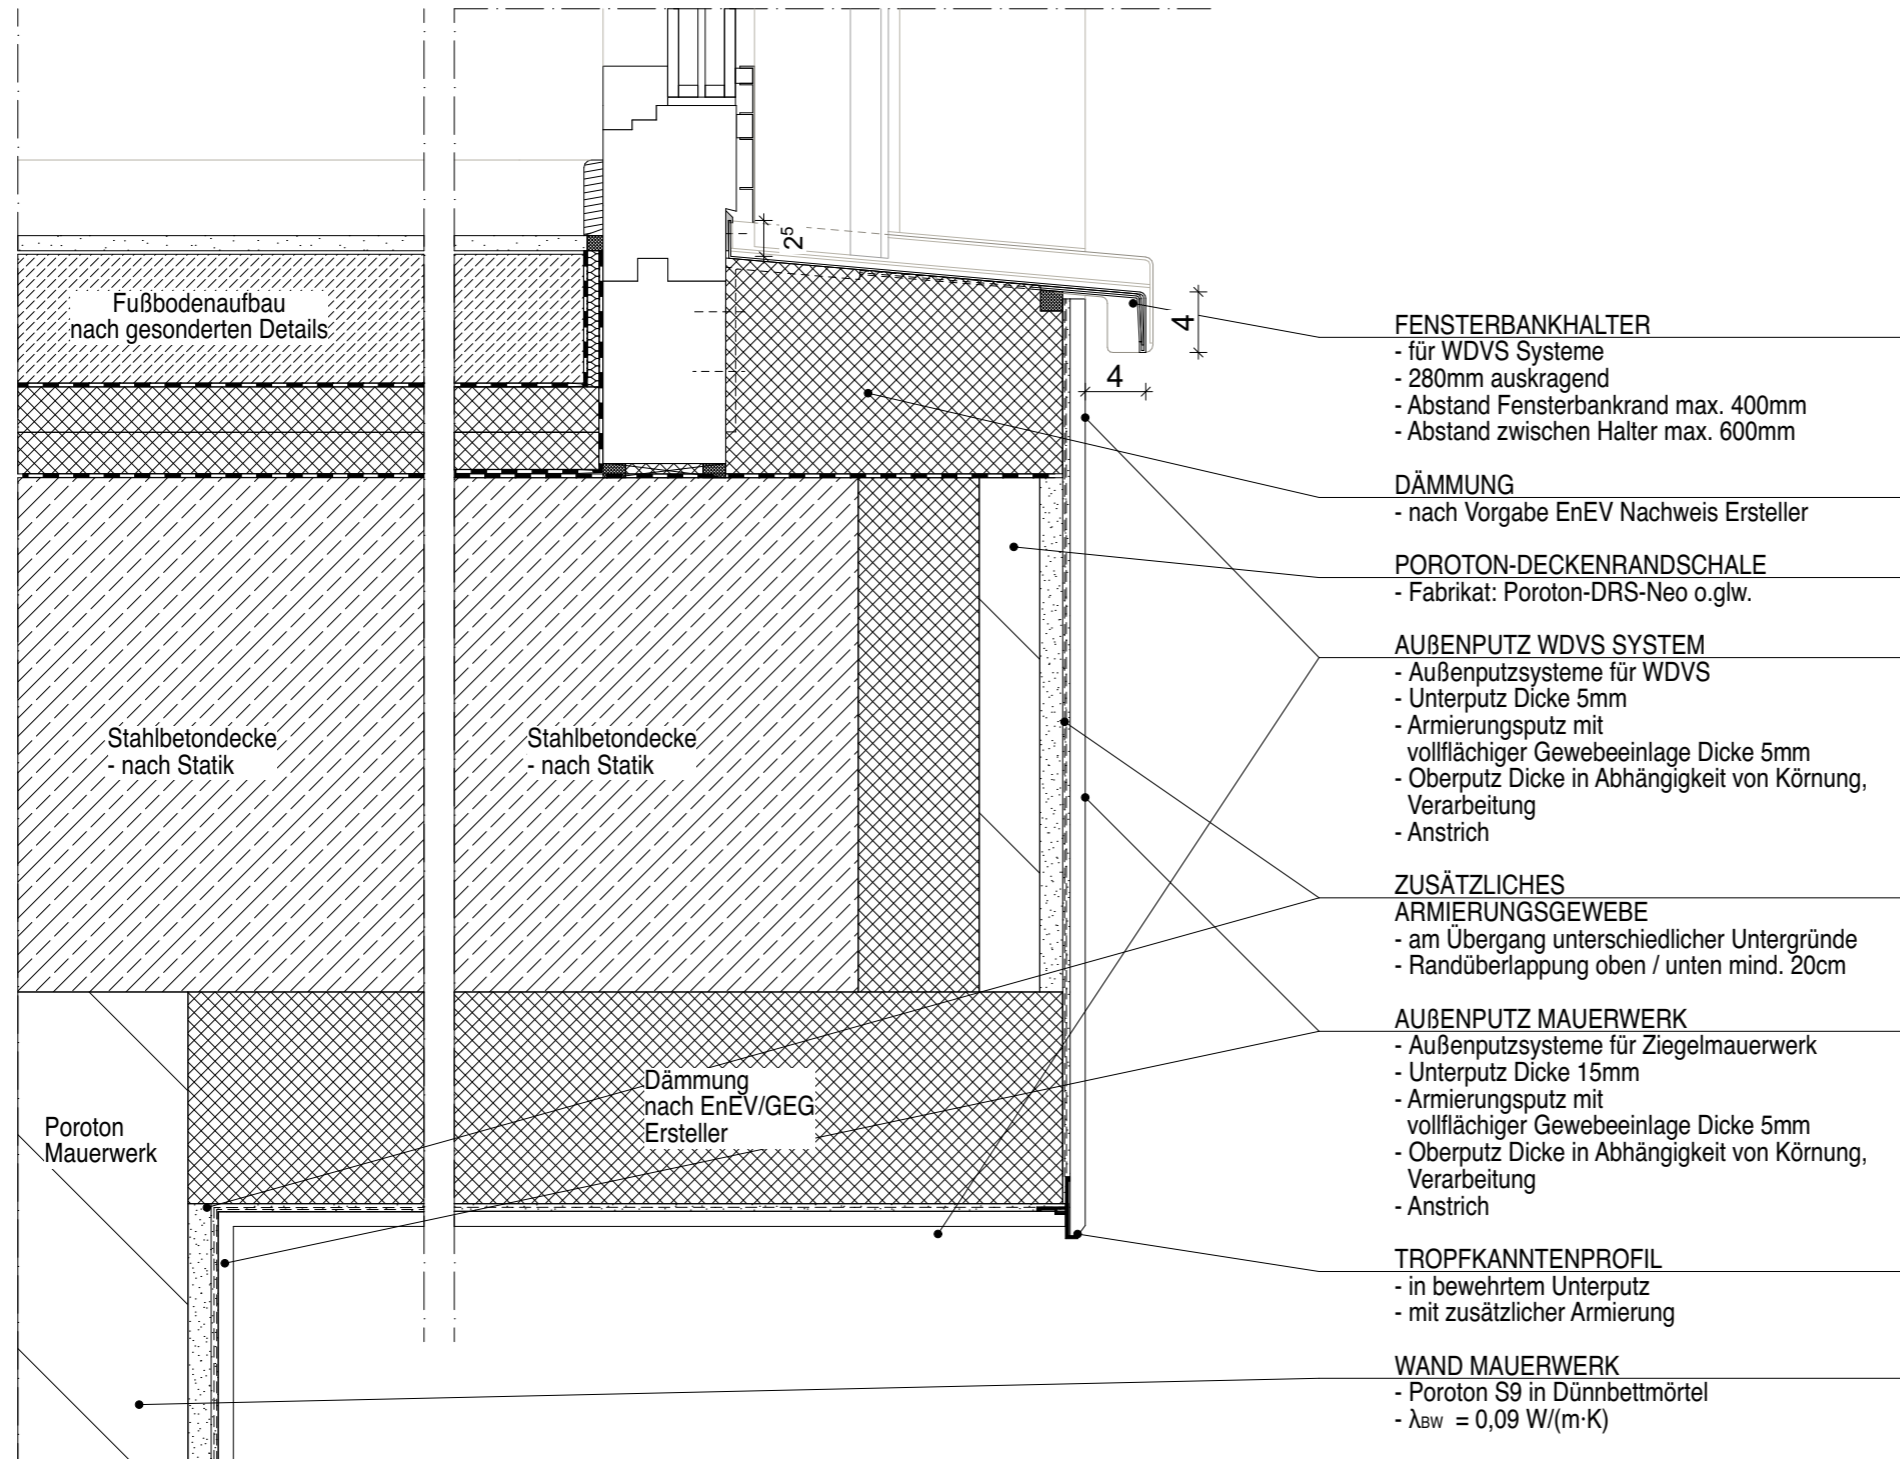 2⁵
4
4
Fußbodenaufbau
nach gesonderten Details
Stahlbetondecke
- nach Statik
Stahlbetondecke
- nach Statik
Dämmung
nach EnEV/GEG
Ersteller
Poroton
Mauerwerk
FENSTERBANKHALTER
- für WDVS Systeme
- 280mm auskragend
- Abstand Fensterbankrand max. 400mm
- Abstand zwischen Halter max. 600mm
DÄMMUNG
- nach Vorgabe EnEV Nachweis Ersteller
POROTON-DECKENRANDSCHALE
- Fabrikat: Poroton-DRS-Neo o.glw.
AUßENPUTZ WDVS SYSTEM
- Außenputzsysteme für WDVS
- Unterputz Dicke 5mm
- Armierungsputz mit
vollflächiger Gewebeeinlage Dicke 5mm
- Oberputz Dicke in Abhängigkeit von Körnung,
Verarbeitung
- Anstrich
ZUSÄTZLICHES
ARMIERUNGSGEWEBE
- am Übergang unterschiedlicher Untergründe
- Randüberlappung oben / unten mind. 20cm
AUßENPUTZ MAUERWERK
- Außenputzsysteme für Ziegelmauerwerk
- Unterputz Dicke 15mm
- Armierungsputz mit
vollflächiger Gewebeeinlage Dicke 5mm
- Oberputz Dicke in Abhängigkeit von Körnung,
Verarbeitung
- Anstrich
TROPFKANNTENPROFIL
- in bewehrtem Unterputz
- mit zusätzlicher Armierung
WAND MAUERWERK
- Poroton S9 in Dünnbettmörtel
- λBW = 0,09 W/(m·K)